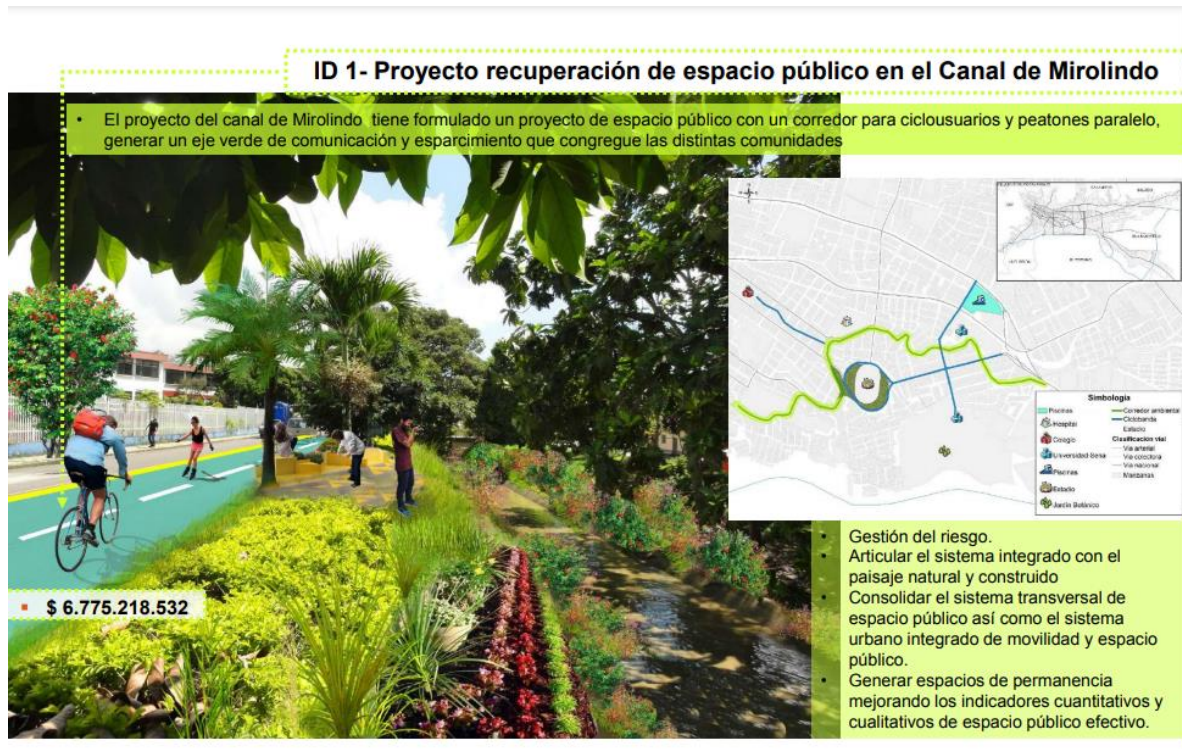 ID 1- Proyecto recuperación de espacio público en el Canal de Mirolindo
• El proyecto del canal de Mirolindo tiene formulado un proyecto de espacio público con un corredor para ciclousuarios y peatones paralelo,
generar un eje verde de comunicación y esparcimiento que congregue las distintas comunidades
Simbología
Piscinas
Hospital
Colegio
Universidad-Sena
Piscinas
Estadio
Jardín Botánico
Corredor ambiental
Ciclobanda
Estadio
Clasificación vial
Vía arterial
Vía colectora
Vía nacional
Manzanas
• Gestión del riesgo.
• Articular el sistema integrado con el
paisaje natural y construido
• Consolidar el sistema transversal de
espacio público así como el sistema
urbano integrado de movilidad y espacio
público.
• Generar espacios de permanencia
mejorando los indicadores cuantitativos y
cualitativos de espacio público efectivo.
▪ $ 6.775.218.532